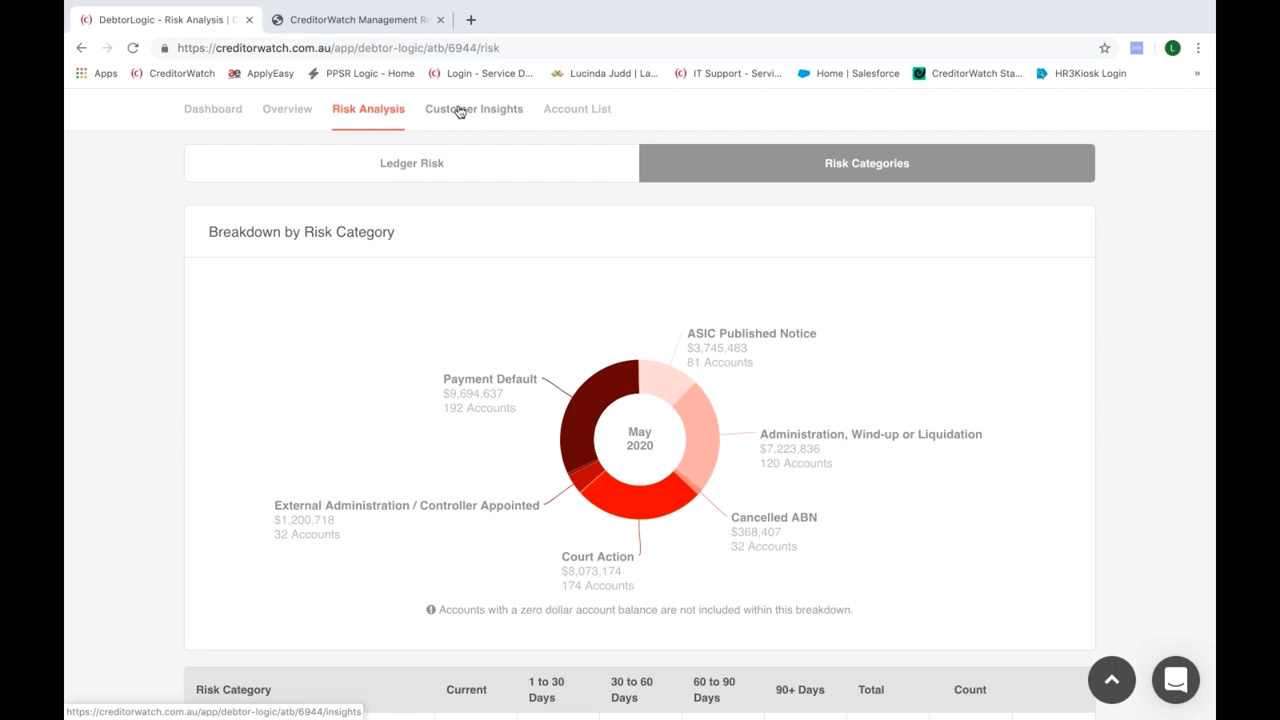 DebtorLogic - Risk Analysis | C
CreditorWatch Management Re
https://creditorwatch.com.au/app/debtor-logic/atb/6944/risk
L
Apps
CreditorWatch
ApplyEasy
PPSR Logic - Home
Login - Service D...
Lucinda Judd | La...
IT Support - Servi...
Home | Salesforce
CreditorWatch Sta...
HR3Kiosk Login
»
Dashboard
Overview
Risk Analysis
Customer Insights
Account List
Ledger Risk
Risk Categories
Breakdown by Risk Category
ASIC Published Notice
$3,745,483
81 Accounts
Payment Default
$9,694,637
192 Accounts
May
2020
Administration, Wind-up or Liquidation
$7,223,836
120 Accounts
External Administration / Controller Appointed
$1,200,718
32 Accounts
Cancelled ABN
$368,407
32 Accounts
Court Action
$8,073,174
174 Accounts
Accounts with a zero dollar account balance are not included within this breakdown.
Risk Category
Current
1 to 30
Days
30 to 60
Days
60 to 90
Days
90+ Days
Total
Count
https://creditorwatch.com.au/app/debtor-logic/atb/6944/insights